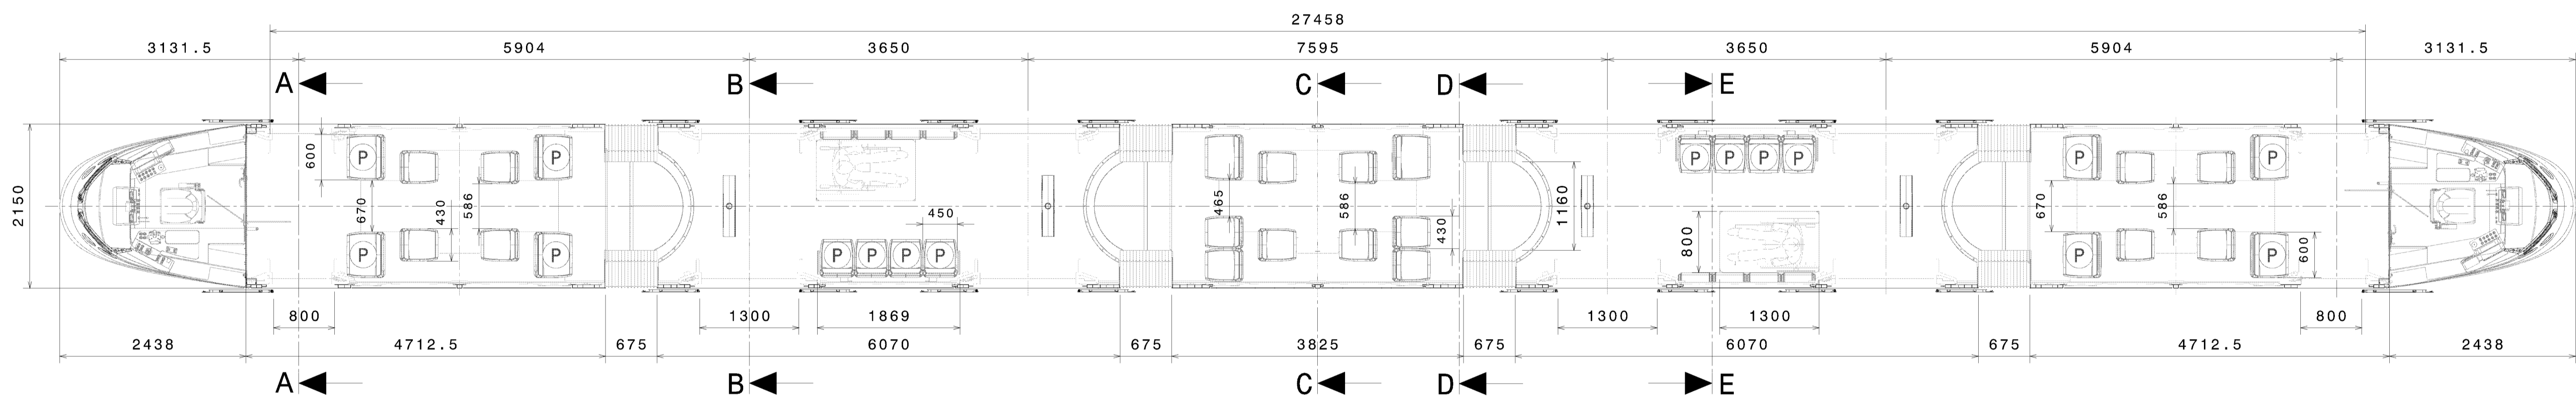 27458
3131.5 5904 3650 7595 3650 5904 3131.5
A B C D E
P P P P P P P P
600 600
2150
670 430 586 450 465 586 430 1160 800 670 586
P P P P P P P P
800 1300 1869 1300 1300 800
2438 4712.5 675 6070 675 3825 675 6070 675 4712.5 2438
A B C D E